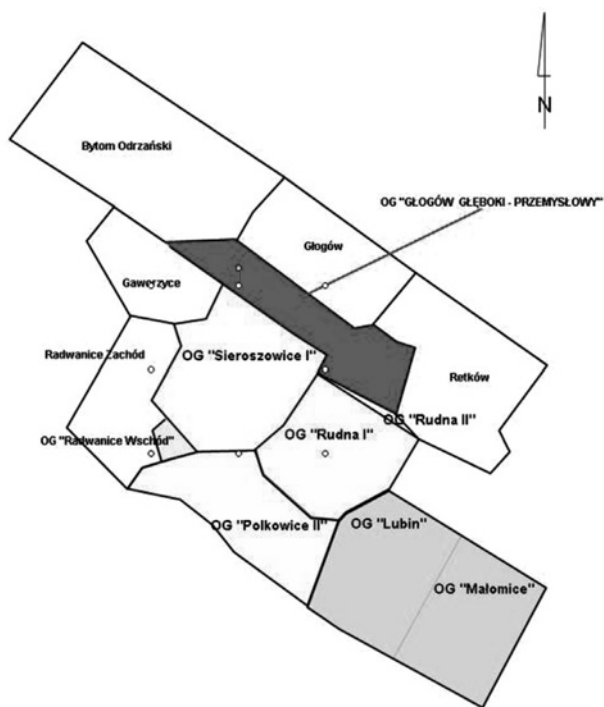 N
Bytom Odrzański
OG "GŁOGÓW GŁĘBOKI - PRZEMYSŁOWY"
Głogów
Gaworzyce
Radwanice Zachód
OG "Sieroszowice I"
Retków
OG "Rudna II"
OG "Radwanice Wschód"
OG "Rudna I"
OG "Polkowice II"
OG "Lubin"
OG "Małomice"